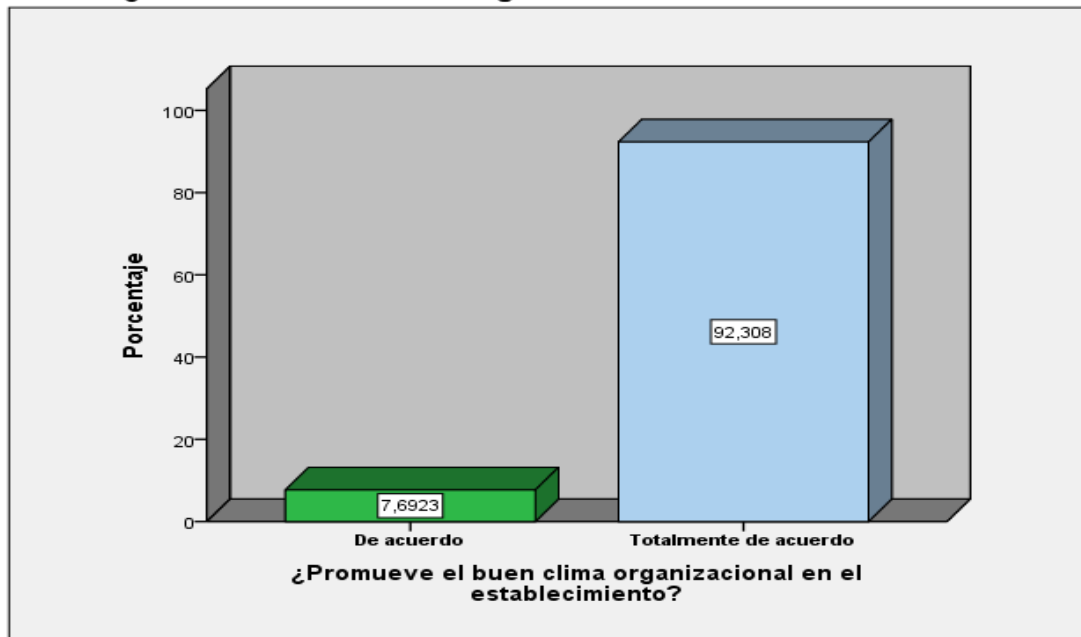 100
80
60
40
20
0
Porcentaje
92,308
7,6923
De acuerdo
Totalmente de acuerdo
¿Promueve el buen clima organizacional en el
establecimiento?